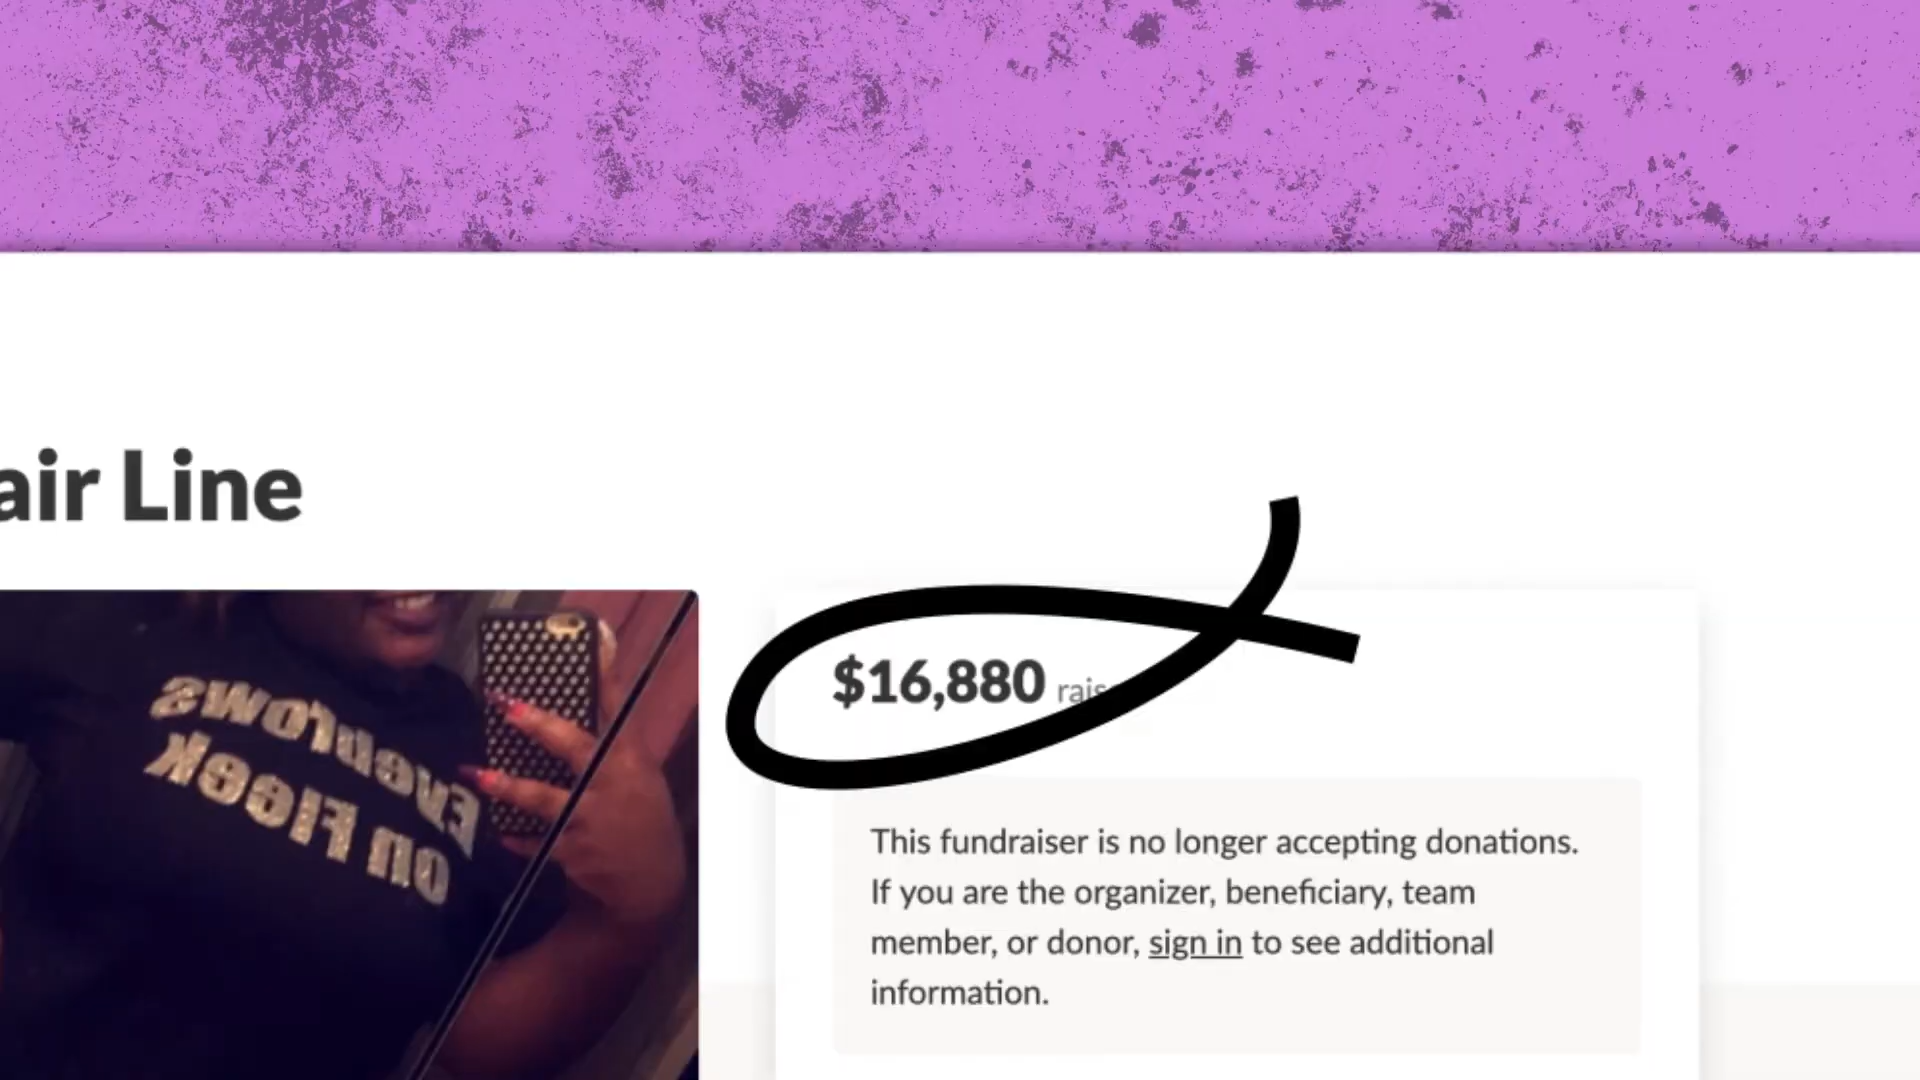 air Line
Eyebrows
on Fleek
$16,880 raise
This fundraiser is no longer accepting donations.
If you are the organizer, beneficiary, team
member, or donor, sign in to see additional
information.